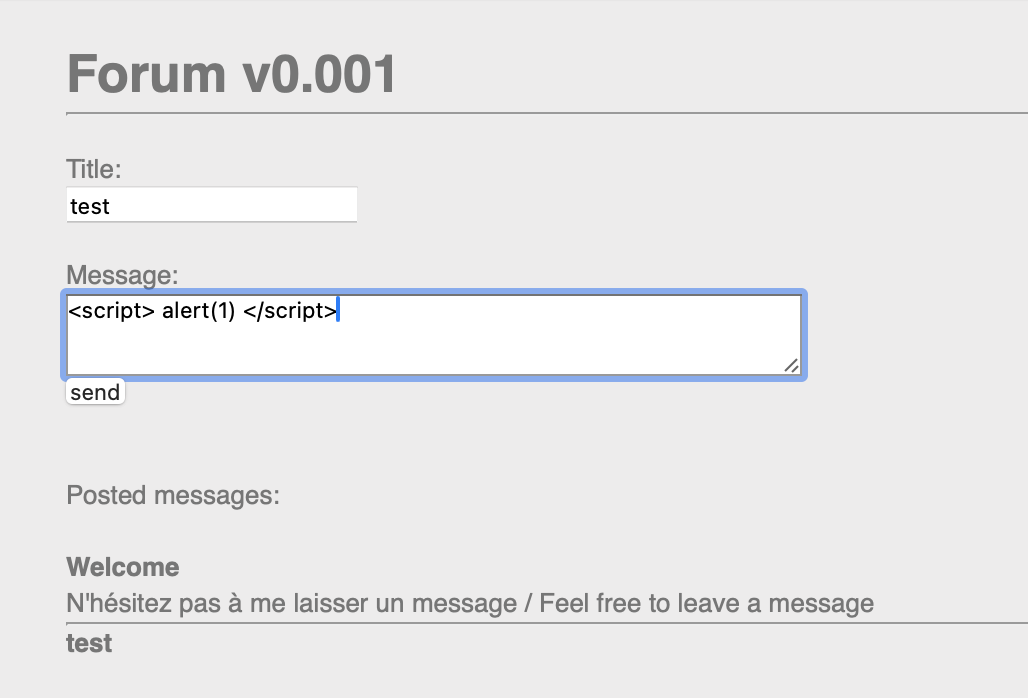 Forum v0.001
Title:
test
Message:
<script> alert(1) </script>
send
Posted messages:
Welcome
N'hésitez pas à me laisser un message / Feel free to leave a message
test